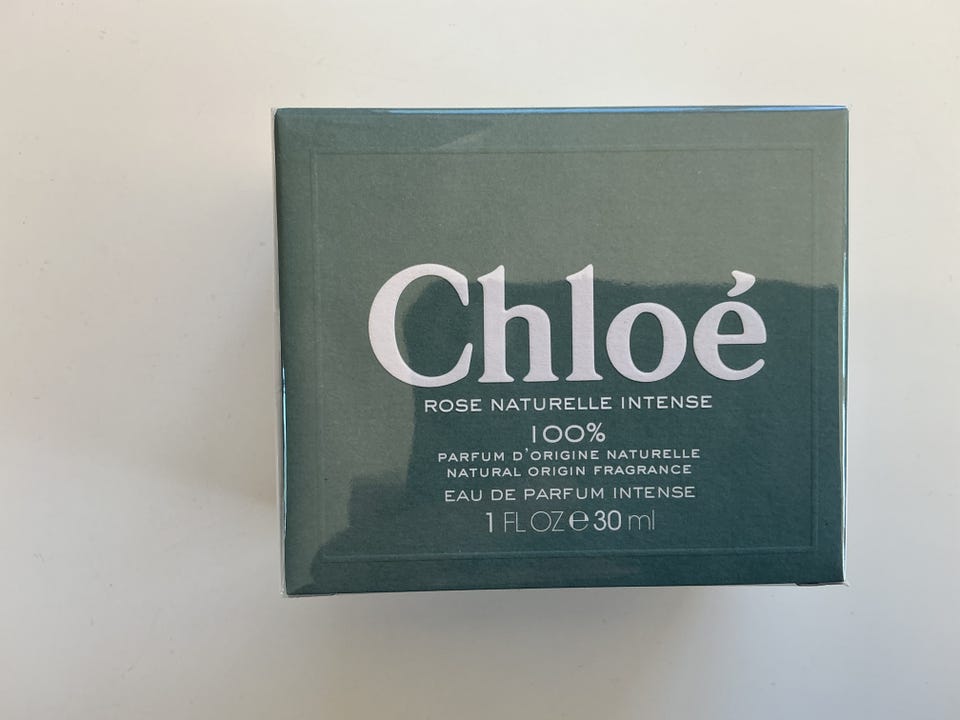 Chloé
ROSE NATURELLE INTENSE
100%
PARFUM D'ORIGINE NATURELLE
NATURAL ORIGIN FRAGRANCE
EAU DE PARFUM INTENSE
1 FL OZ ℮ 30 ml